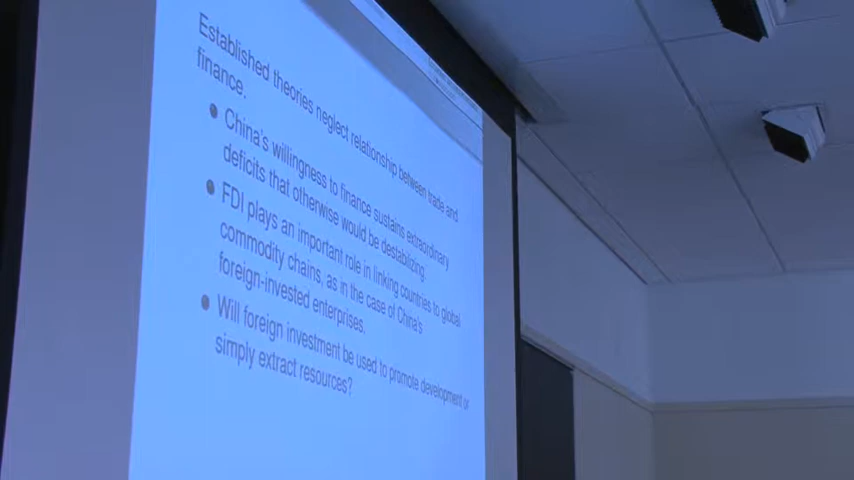 Established theories neglect relationship between trade and
finance.
China's willingness to finance sustains extraordinary
deficits that otherwise would be destabilizing.
FDI plays an important role in linking countries to global
commodity chains, as in the case of China's
foreign-invested enterprises.
Will foreign investment be used to promote development or
simply extract resources?